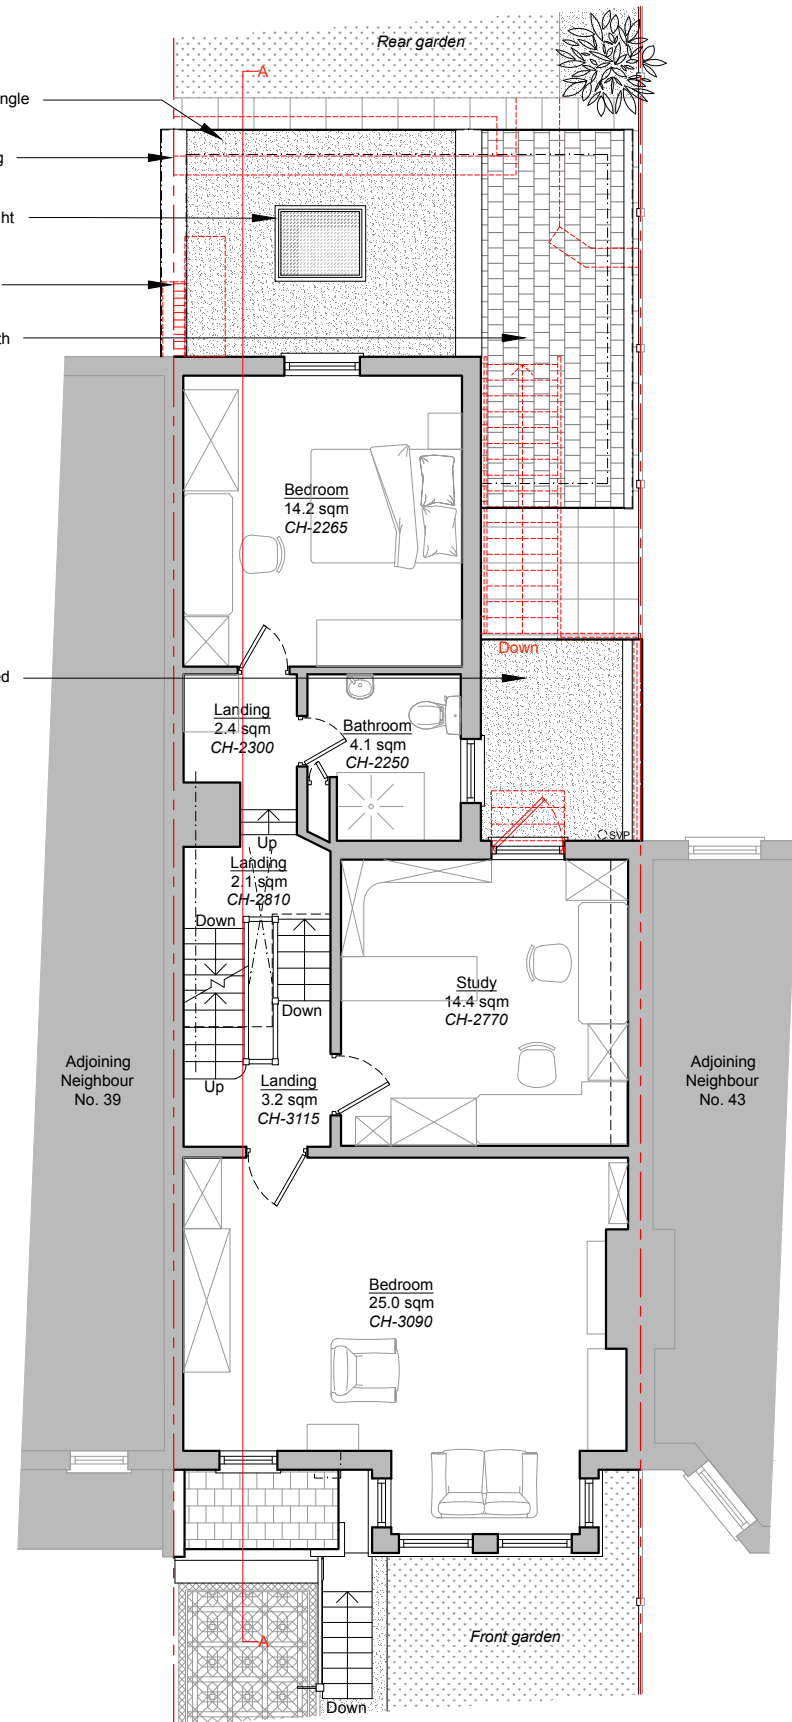 Rear garden
A
ngle
g
ht
th
Bedroom
14.2 sqm
CH-2265
Down
ed
Landing
2.4 sqm
CH-2300
Bathroom
4.1 sqm
CH-2250
SVP
Up
Landing
2.1 sqm
CH-2810
Down
Down
Study
14.4 sqm
CH-2770
Adjoining
Neighbour
No. 39
Up
Landing
3.2 sqm
CH-3115
Adjoining
Neighbour
No. 43
Bedroom
25.0 sqm
CH-3090
Front garden
A
Down